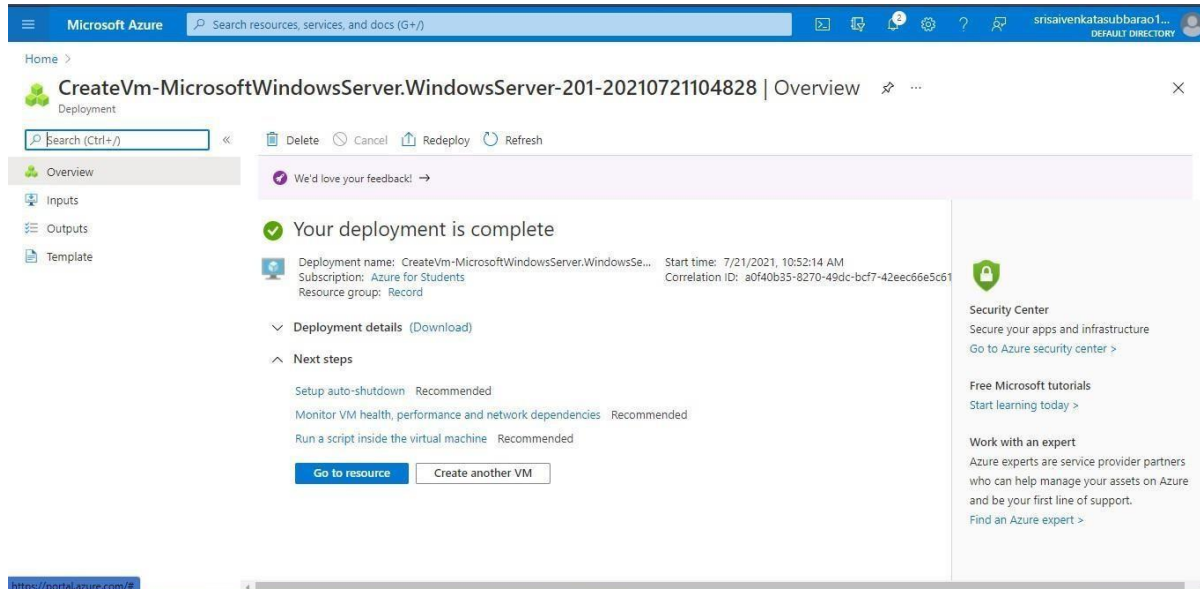 Microsoft Azure
Search resources, services, and docs (G+/)
2
srisaivenkatasubbarao1...
DEFAULT DIRECTORY
Home >
CreateVm-MicrosoftWindowsServer.WindowsServer-201-20210721104828 | Overview
Deployment
Search (Ctrl+/)
Delete Cancel Redeploy Refresh
Overview
Inputs
Outputs
Template
We'd love your feedback! →
Your deployment is complete
Deployment name: CreateVm-MicrosoftWindowsServer.WindowsSe... Start time: 7/21/2021, 10:52:14 AM
Subscription: Azure for Students Correlation ID: a0f40b35-8270-49dc-bcf7-42eec66e5c61
Resource group: Record
Deployment details (Download)
Next steps
Setup auto-shutdown Recommended
Monitor VM health, performance and network dependencies Recommended
Run a script inside the virtual machine Recommended
Go to resource Create another VM
Security Center
Secure your apps and infrastructure
Go to Azure security center >
Free Microsoft tutorials
Start learning today >
Work with an expert
Azure experts are service provider partners
who can help manage your assets on Azure
and be your first line of support.
Find an Azure expert >
https://portal.azure.com/#